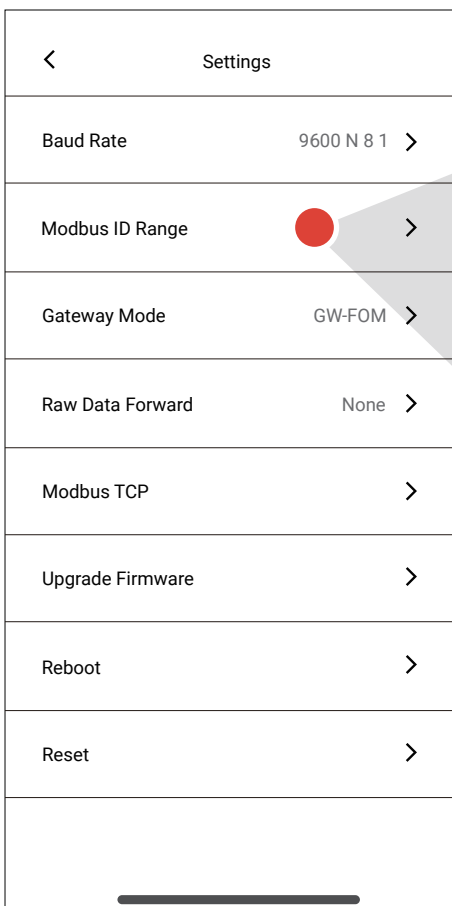 Settings
Baud Rate 9600 N 8 1
Modbus ID Range
Gateway Mode GW-FOM
Raw Data Forward None
Modbus TCP
Upgrade Firmware
Reboot
Reset